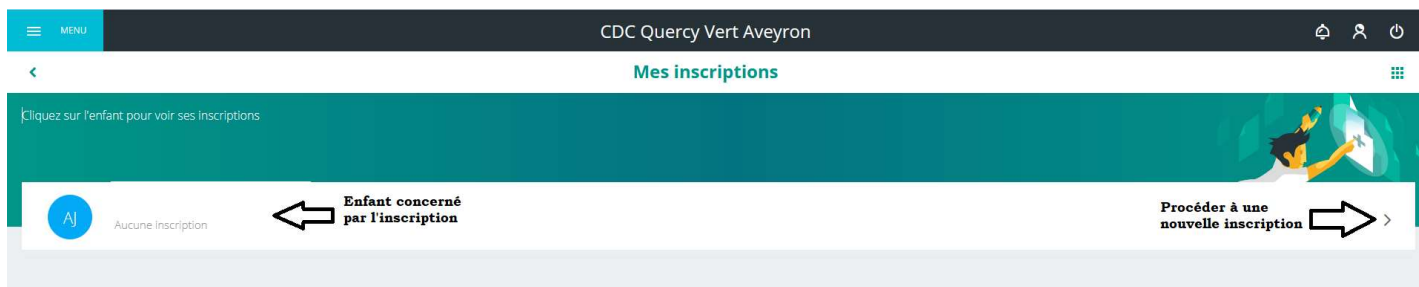 MENU
CDC Quercy Vert Aveyron
Mes inscriptions
Cliquez sur l'enfant pour voir ses inscriptions
AJ
Aucune inscription
Enfant concerné
par l'inscription
Procéder à une
nouvelle inscription